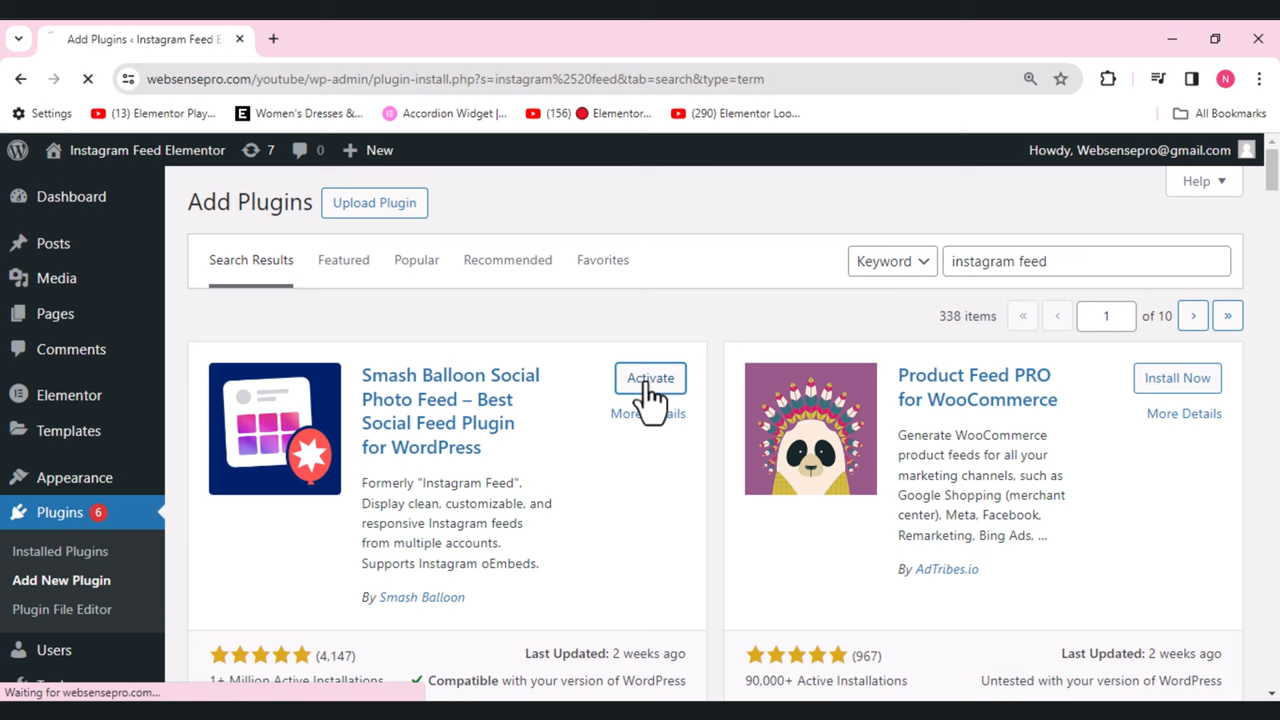 Add Plugins ‹ Instagram Feed E
websensepro.com/youtube/wp-admin/plugin-install.php?s=instagram%2520feed&tab=search&type=term
N
Settings
(13) Elementor Play...
Women's Dresses &...
Accordion Widget |...
(156) 🔴 Elementor...
(290) Elementor Loo...
All Bookmarks
Instagram Feed Elementor
7
0
New
Howdy, Websensepro@gmail.com
Help
Dashboard
Posts
Media
Pages
Comments
Elementor
Templates
Appearance
Plugins 6
Installed Plugins
Add New Plugin
Plugin File Editor
Users
Add Plugins
Upload Plugin
Search Results
Featured
Popular
Recommended
Favorites
Keyword
instagram feed
338 items « ‹ 1 of 10 › »
Smash Balloon Social
Photo Feed – Best
Social Feed Plugin
for WordPress
Activate
Formerly "Instagram Feed".
Display clean, customizable, and
responsive Instagram feeds
from multiple accounts.
Supports Instagram oEmbeds.
By Smash Balloon
(4,147)
Last Updated: 2 weeks ago
1+ Million Active Installations
Compatible with your version of WordPress
Product Feed PRO
for WooCommerce
Install Now
More Details
Generate WooCommerce
product feeds for all your
marketing channels, such as
Google Shopping (merchant
center), Meta, Facebook,
Remarketing, Bing Ads, ...
By AdTribes.io
(967)
Last Updated: 2 weeks ago
90,000+ Active Installations
Untested with your version of WordPress
Waiting for websensepro.com...